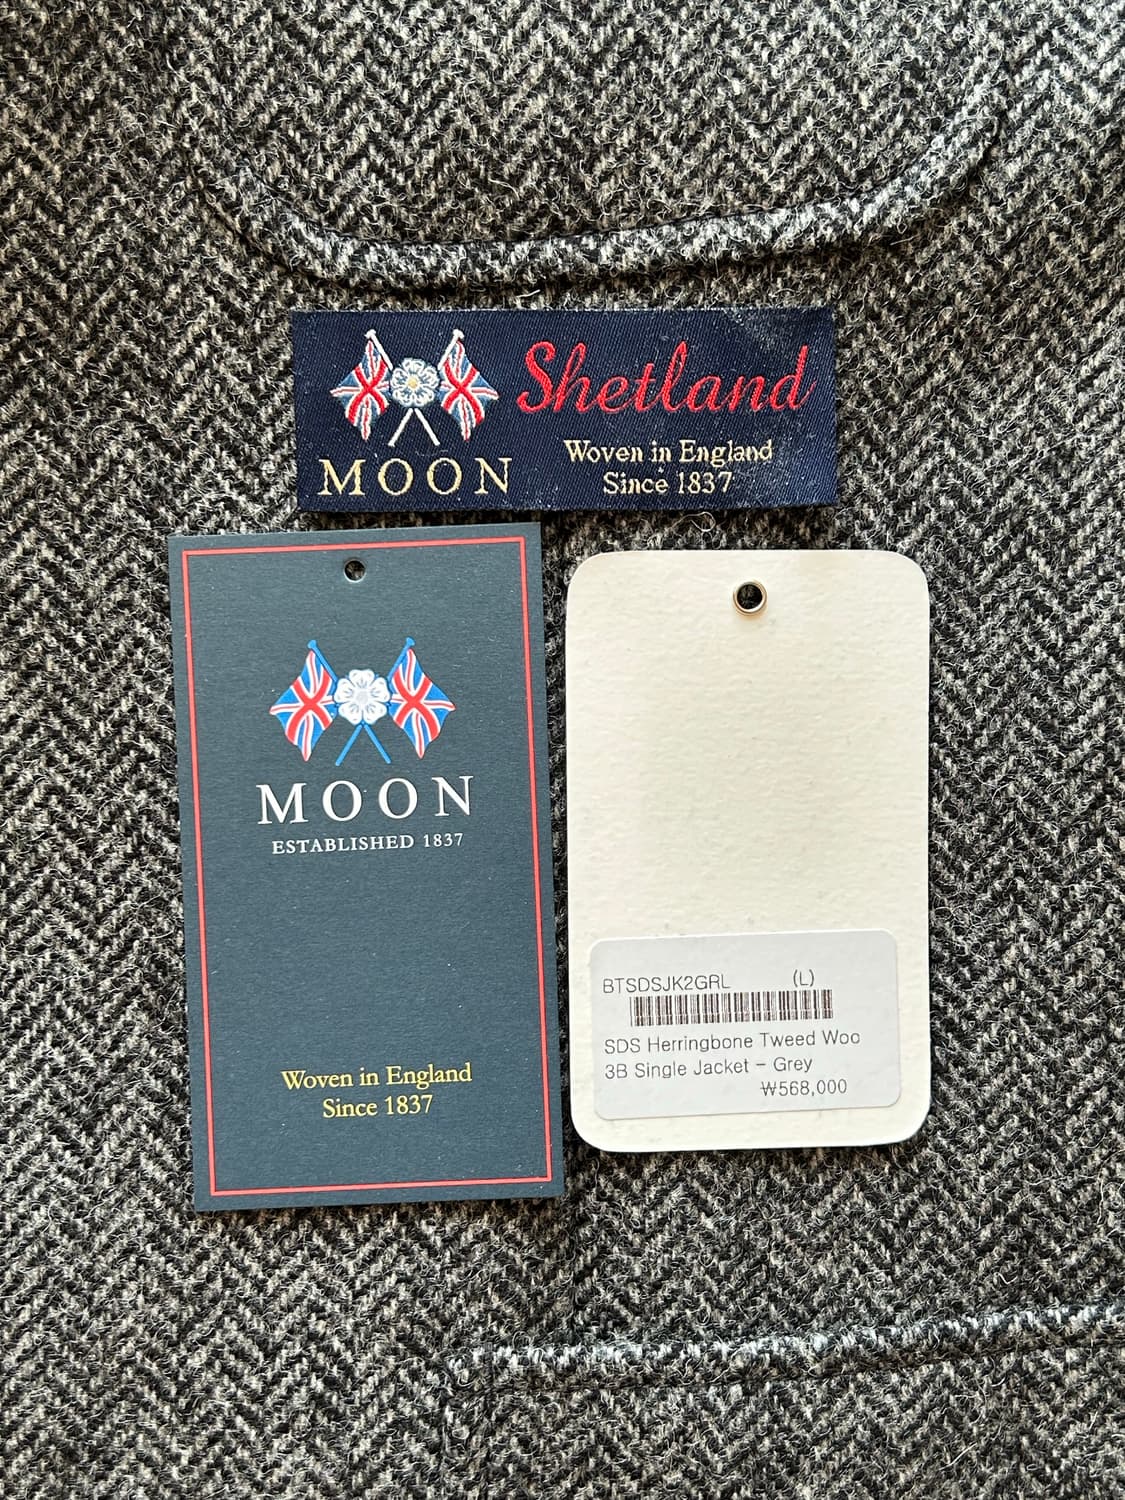 MOON
Shetland
Woven in England
Since 1837
MOON
ESTABLISHED 1837
Woven in England
Since 1837
BTSDSJK2GRL (L)
SDS Herringbone Tweed Woo
3B Single Jacket - Grey
₩568,000